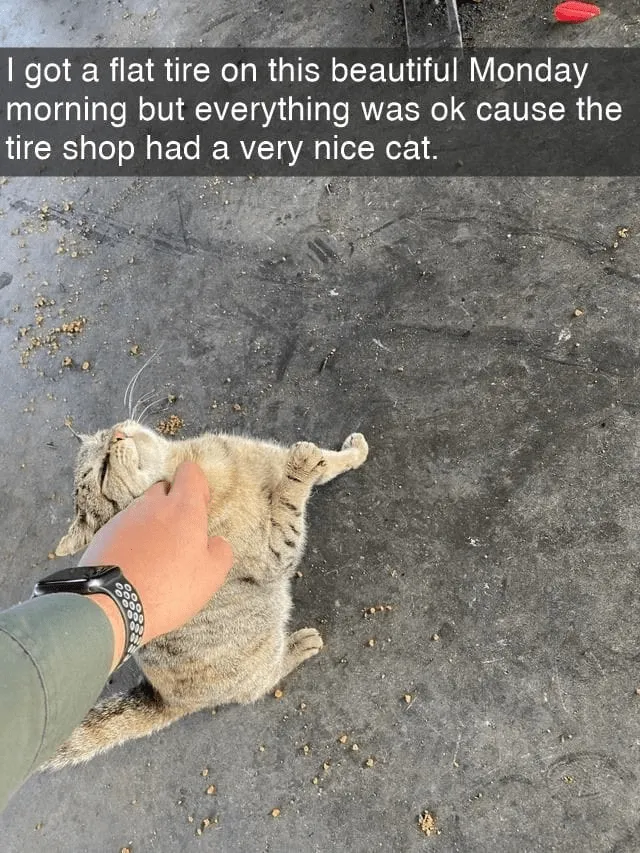 I got a flat tire on this beautiful Monday
morning but everything was ok cause the
tire shop had a very nice cat.